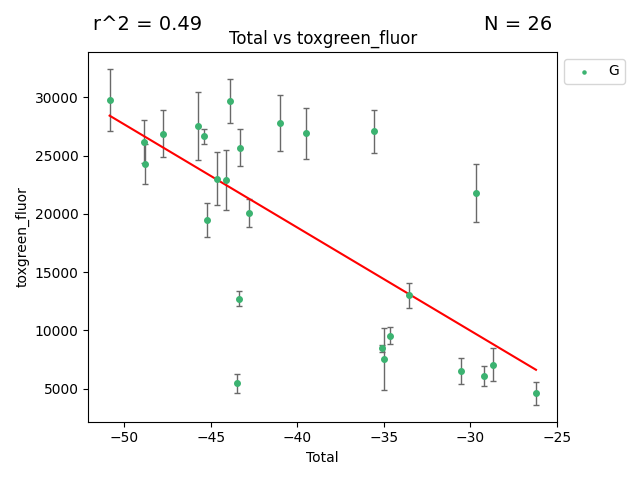 r^2 = 0.49
N = 26
Total vs toxgreen_fluor
G
30000
25000
20000
15000
10000
5000
toxgreen_fluor
−50
−45
−40
−35
−30
−25
Total